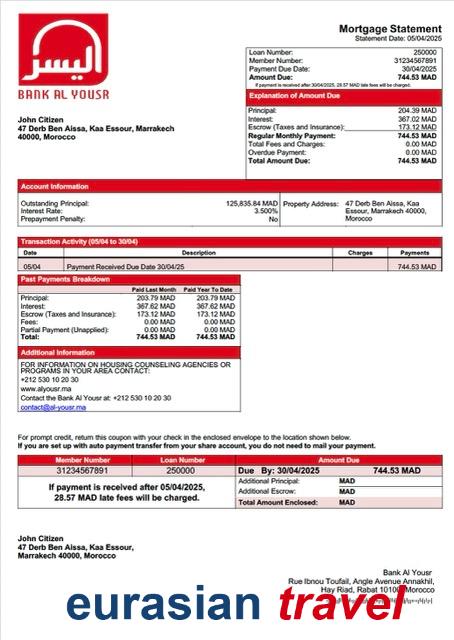 اليسر
BANK AL YOUSR
Mortgage Statement
Statement Date: 05/04/2025
Loan Number: 250000
Member Number: 31234567891
Payment Due Date: 30/04/2025
Amount Due: 744.53 MAD
If payment is received after 30/04/2025, 28.57 MAD late fees will be charged.
Explanation of Amount Due
Principal: 204.39 MAD
Interest: 367.02 MAD
Escrow (Taxes and Insurance): 173.12 MAD
Regular Monthly Payment: 744.53 MAD
Total Fees and Charges: 0.00 MAD
Overdue Payment: 0.00 MAD
Total Amount Due: 744.53 MAD
John Citizen
47 Derb Ben Aissa, Kaa Essour, Marrakech
40000, Morocco
Account Information
Outstanding Principal: 125,835.84 MAD
Interest Rate: 3.500%
Prepayment Penalty: No
Property Address: 47 Derb Ben Aissa, Kaa
Essour, Marrakech 40000,
Morocco
Transaction Activity (05/04 to 30/04)
Date Description Charges Payments
05/04 Payment Received Due Date 30/04/25 744.53 MAD
Past Payments Breakdown
Paid Last Month Paid Year To Date
Principal: 203.79 MAD 203.79 MAD
Interest: 367.62 MAD 367.62 MAD
Escrow (Taxes and Insurance): 173.12 MAD 173.12 MAD
Fees: 0.00 MAD 0.00 MAD
Partial Payment (Unapplied): 0.00 MAD 0.00 MAD
Total: 744.53 MAD 744.53 MAD
Additional Information
FOR INFORMATION ON HOUSING COUNSELING AGENCIES OR
PROGRAMS IN YOUR AREA CONTACT:
+212 530 10 20 30
www.alyousr.ma
Contact the Bank Al Yousr at: +212 530 10 20 30
contact@al-yousr.ma
For prompt credit, return this coupon with your check in the enclosed envelope to the location shown below.
If you are set up with auto payment transfer from your share account, you do not need to mail your payment.
Member Number Loan Number Amount Due
31234567891 250000 Due By: 30/04/2025 744.53 MAD
If payment is received after 05/04/2025,
28.57 MAD late fees will be charged.
Additional Principal: MAD
Additional Escrow: MAD
Total Amount Enclosed: MAD
John Citizen
47 Derb Ben Aissa, Kaa Essour,
Marrakech 40000, Morocco
Bank Al Yousr
Rue Ibnou Toufail, Angle Avenue Annakhil,
Hay Riad, Rabat 10100 Morocco
eurasian travel